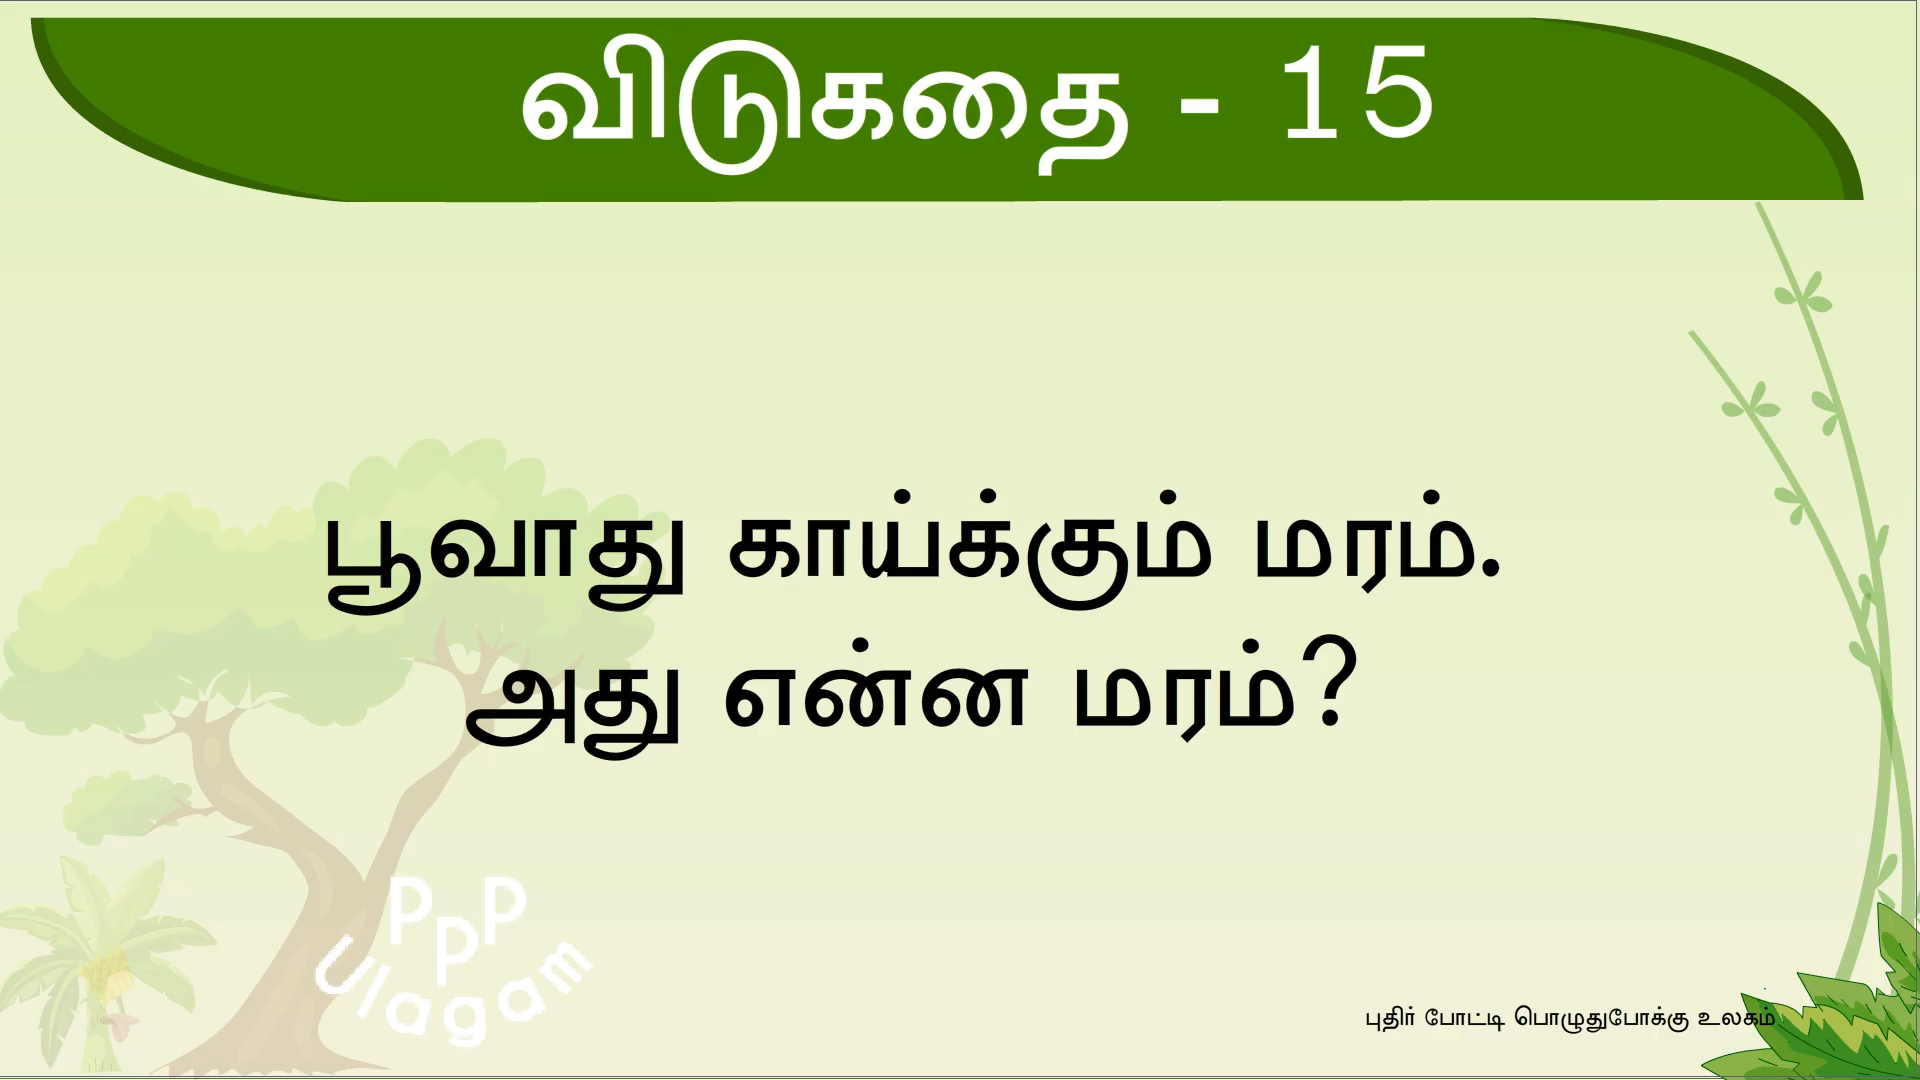 விடுகதை - 15
பூவாது காய்க்கும் மரம்.
அது என்ன மரம்?
PPP
Ulagam
புதிர் போட்டி பொழுதுபோக்கு உலகம்